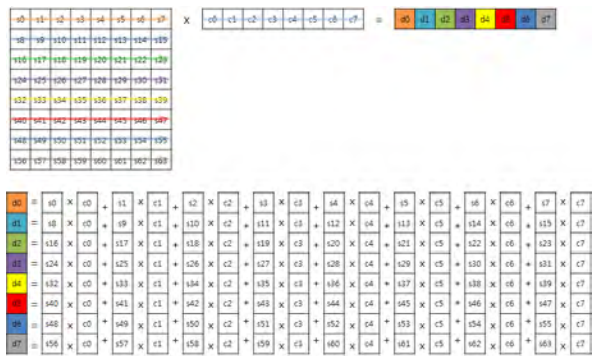 s0 s1 s2 s3 s4 s5 s6 s7 x c0 c1 c2 c3 c4 c5 c6 c7 = d0 d1 d2 d3 d4 d5 d6 d7
s8 s9 s10 s11 s12 s13 s14 s15
s16 s17 s18 s19 s20 s21 s22 s23
s24 s25 s26 s27 s28 s29 s30 s31
s32 s33 s34 s35 s36 s37 s38 s39
s40 s41 s42 s43 s44 s45 s46 s47
s48 s49 s50 s51 s52 s53 s54 s55
s56 s57 s58 s59 s60 s61 s62 s63
d0 = s0 x c0 + s1 x c1 + s2 x c2 + s3 x c3 + s4 x c4 + s5 x c5 + s6 x c6 + s7 x c7
d1 = s8 x c0 + s9 x c1 + s10 x c2 + s11 x c3 + s12 x c4 + s13 x c5 + s14 x c6 + s15 x c7
d2 = s16 x c0 + s17 x c1 + s18 x c2 + s19 x c3 + s20 x c4 + s21 x c5 + s22 x c6 + s23 x c7
d3 = s24 x c0 + s25 x c1 + s26 x c2 + s27 x c3 + s28 x c4 + s29 x c5 + s30 x c6 + s31 x c7
d4 = s32 x c0 + s33 x c1 + s34 x c2 + s35 x c3 + s36 x c4 + s37 x c5 + s38 x c6 + s39 x c7
d5 = s40 x c0 + s41 x c1 + s42 x c2 + s43 x c3 + s44 x c4 + s45 x c5 + s46 x c6 + s47 x c7
d6 = s48 x c0 + s49 x c1 + s50 x c2 + s51 x c3 + s52 x c4 + s53 x c5 + s54 x c6 + s55 x c7
d7 = s56 x c0 + s57 x c1 + s58 x c2 + s59 x c3 + s60 x c4 + s61 x c5 + s62 x c6 + s63 x c7